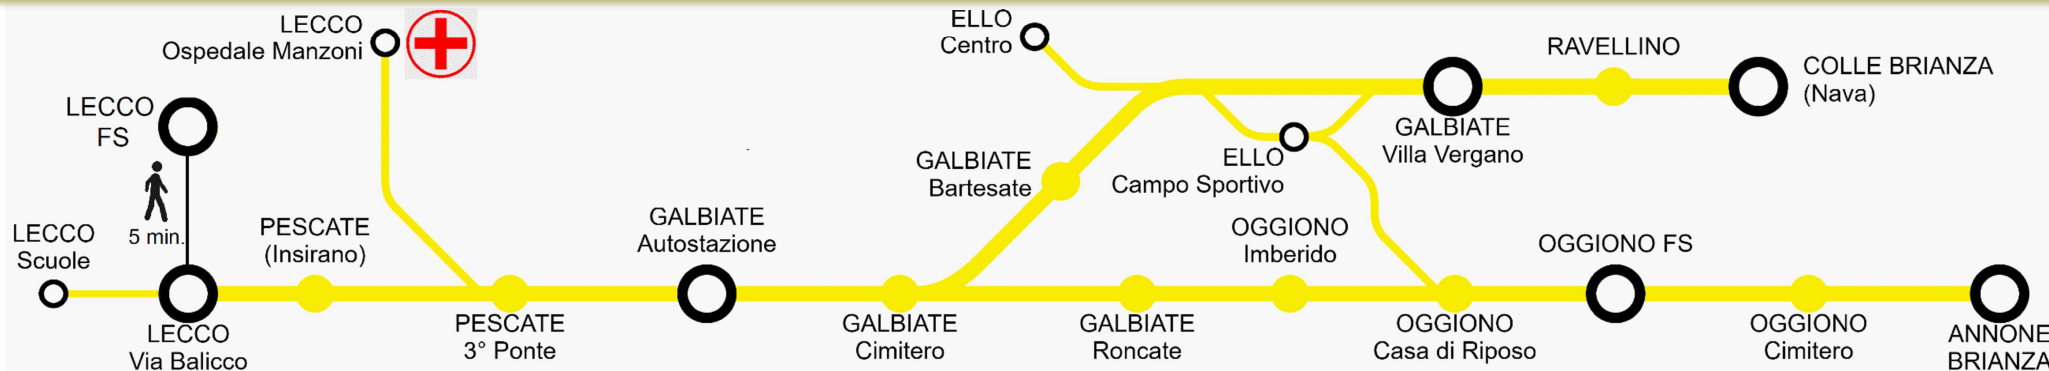 LECCO
Ospedale Manzoni
LECCO
FS
5 min.
LECCO
Scuole
LECCO
Via Balicco
PESCATE
(Insirano)
PESCATE
3° Ponte
GALBIATE
Autostazione
GALBIATE
Cimitero
GALBIATE
Bartesate
ELLO
Centro
ELLO
Campo Sportivo
GALBIATE
Villa Vergano
RAVELLINO
COLLE BRIANZA
(Nava)
GALBIATE
Roncate
OGGIONO
Imberido
OGGIONO
Casa di Riposo
OGGIONO FS
OGGIONO
Cimitero
ANNONE
BRIANZA